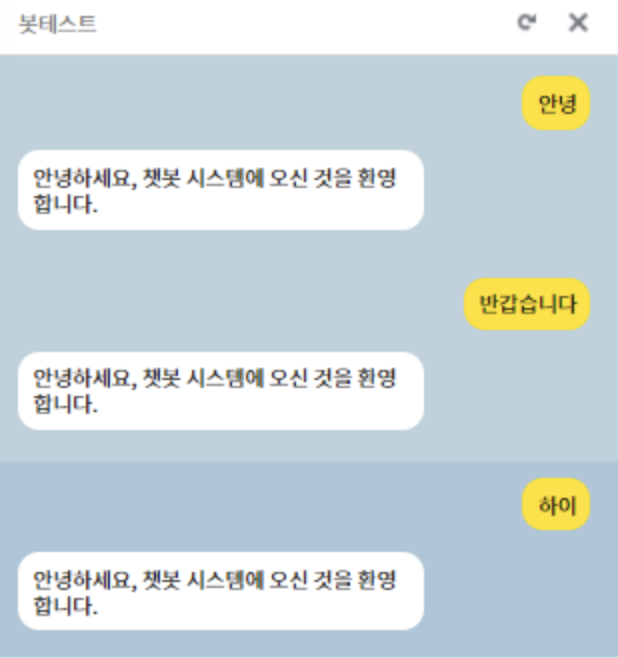 봇테스트
안녕
안녕하세요, 챗봇 시스템에 오신 것을 환영
합니다.
반갑습니다
안녕하세요, 챗봇 시스템에 오신 것을 환영
합니다.
하이
안녕하세요, 챗봇 시스템에 오신 것을 환영
합니다.